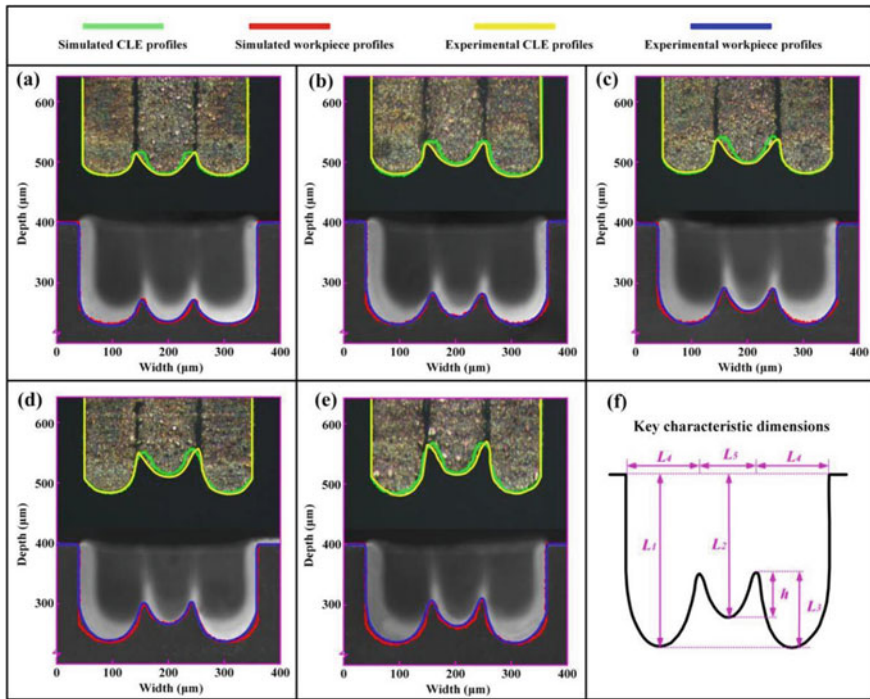 Simulated CLE profiles Simulated workpiece profiles Experimental CLE profiles Experimental workpiece profiles
(a)
600
500
400
300
Depth (μm)
0 100 200 300 400
Width (μm)
(b)
600
500
400
300
Depth (μm)
0 100 200 300 400
Width (μm)
(c)
600
500
400
300
Depth (μm)
0 100 200 300 400
Width (μm)
(d)
600
500
400
300
Depth (μm)
0 100 200 300 400
Width (μm)
(e)
600
500
400
300
Depth (μm)
0 100 200 300 400
Width (μm)
(f)
Key characteristic dimensions
L4 L5 L4
L1 L2 h L3